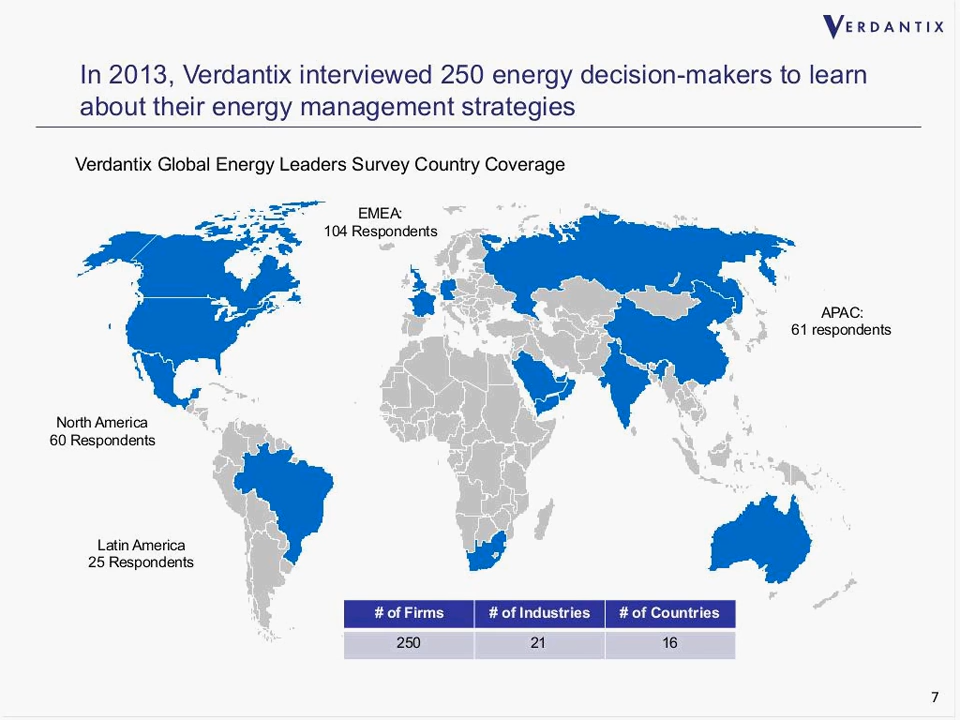 VERDANTIX
In 2013, Verdantix interviewed 250 energy decision-makers to learn
about their energy management strategies
Verdantix Global Energy Leaders Survey Country Coverage
EMEA:
104 Respondents
APAC:
61 respondents
North America
60 Respondents
Latin America
25 Respondents
# of Firms # of Industries # of Countries
250 21 16
7